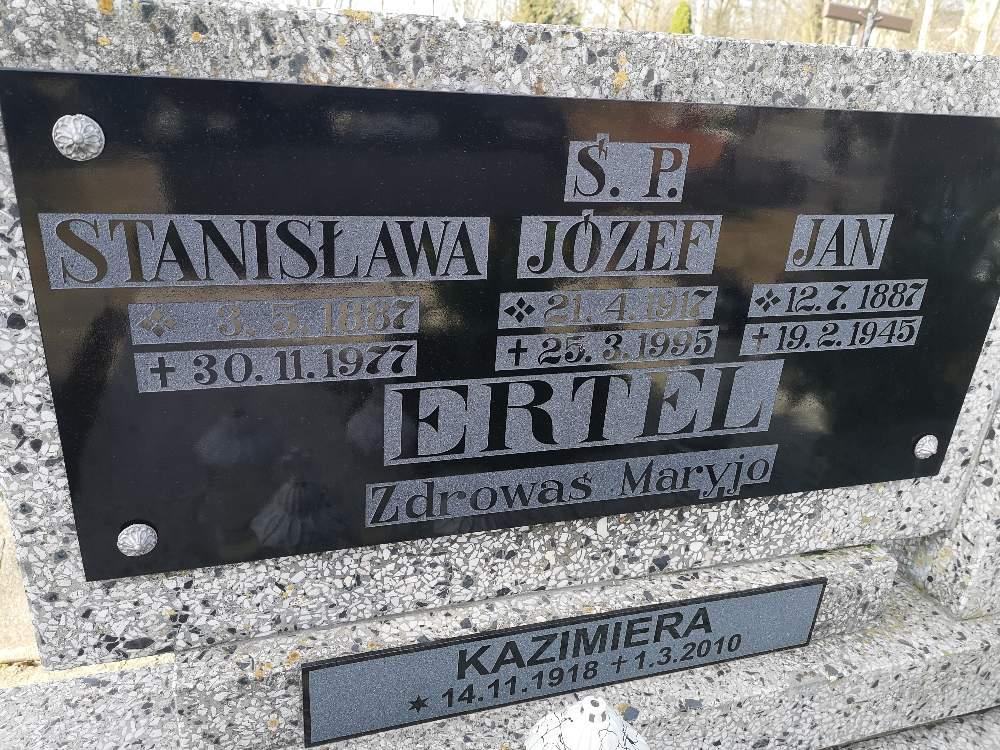 Ś. P.
STANISŁAWA JÓZEF JAN
3. 5. 1887 21. 4. 1917 12. 7. 1887
+ 30. 11. 1977 + 25. 3. 1995 + 19. 2. 1945
ERTEL
Zdrowaś Maryjo
KAZIMIERA
* 14.11.1918 + 1.3.2010